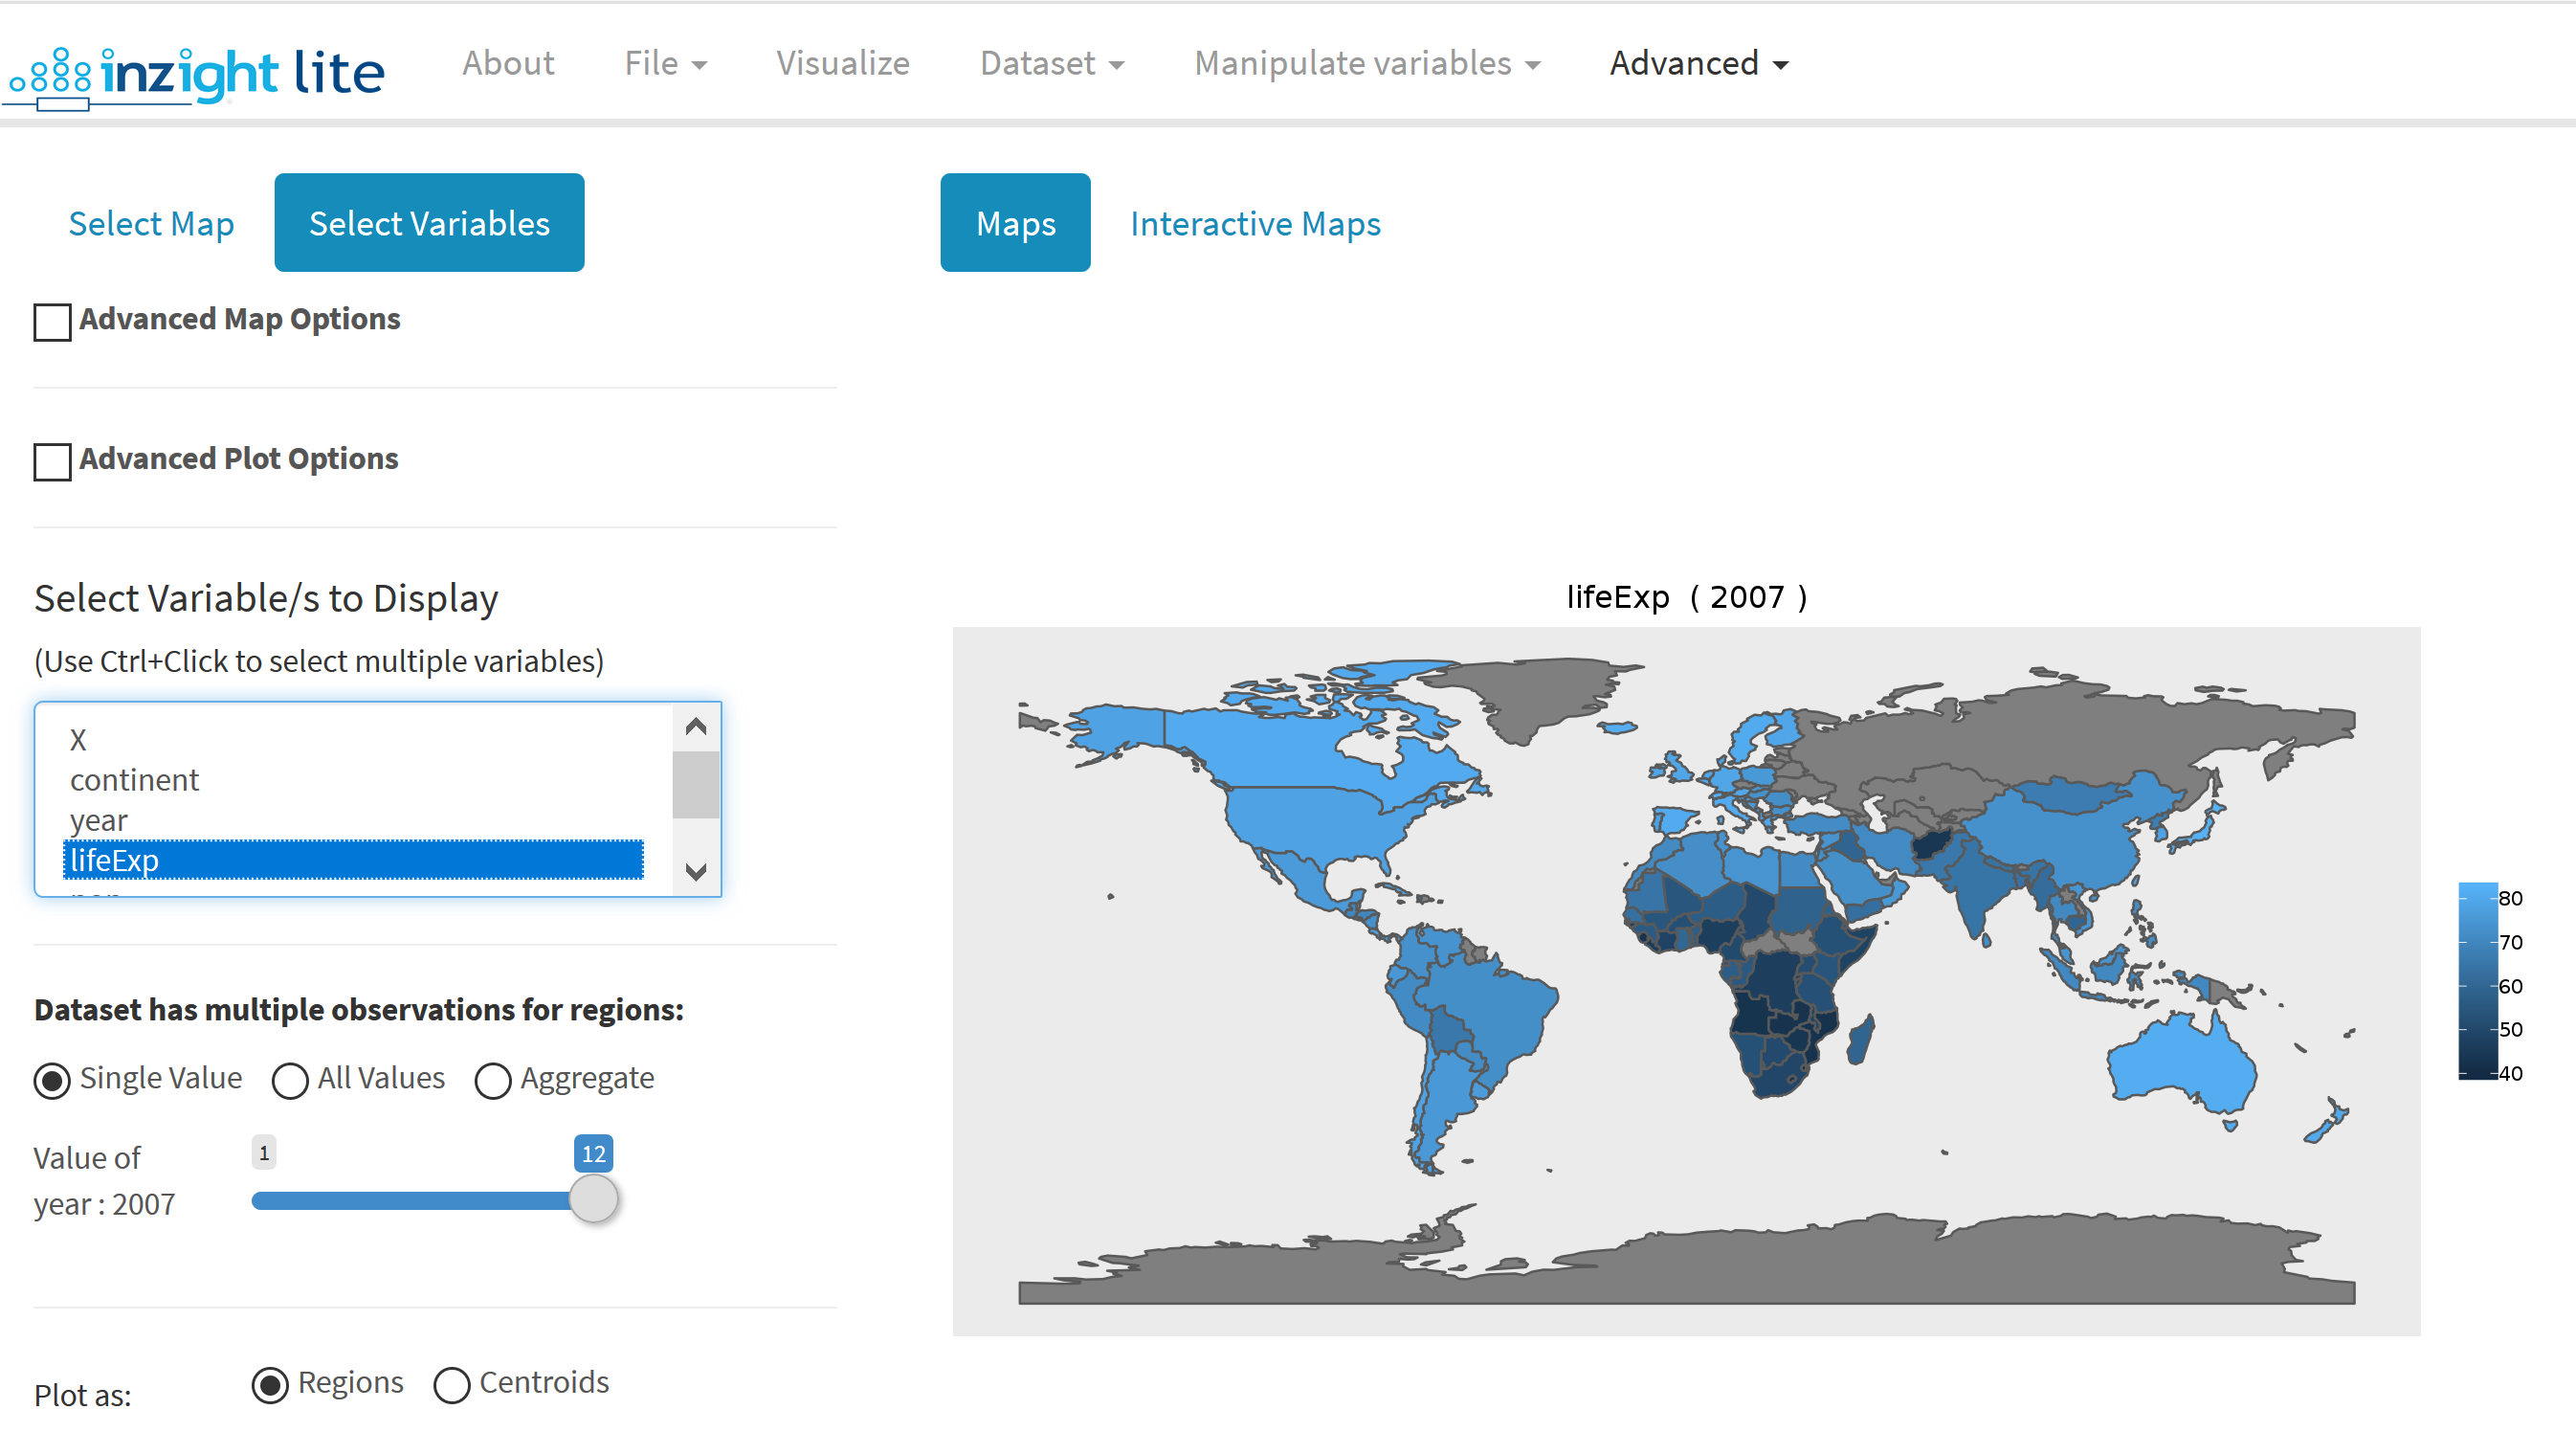 inzight lite About File Visualize Dataset Manipulate variables Advanced
Select Map Select Variables
Maps Interactive Maps
Advanced Map Options
Advanced Plot Options
Select Variable/s to Display
(Use Ctrl+Click to select multiple variables)
X
continent
year
lifeExp
Dataset has multiple observations for regions:
Single Value All Values Aggregate
Value of
year : 2007
1 12
Plot as: Regions Centroids
lifeExp ( 2007 )
80
70
60
50
40